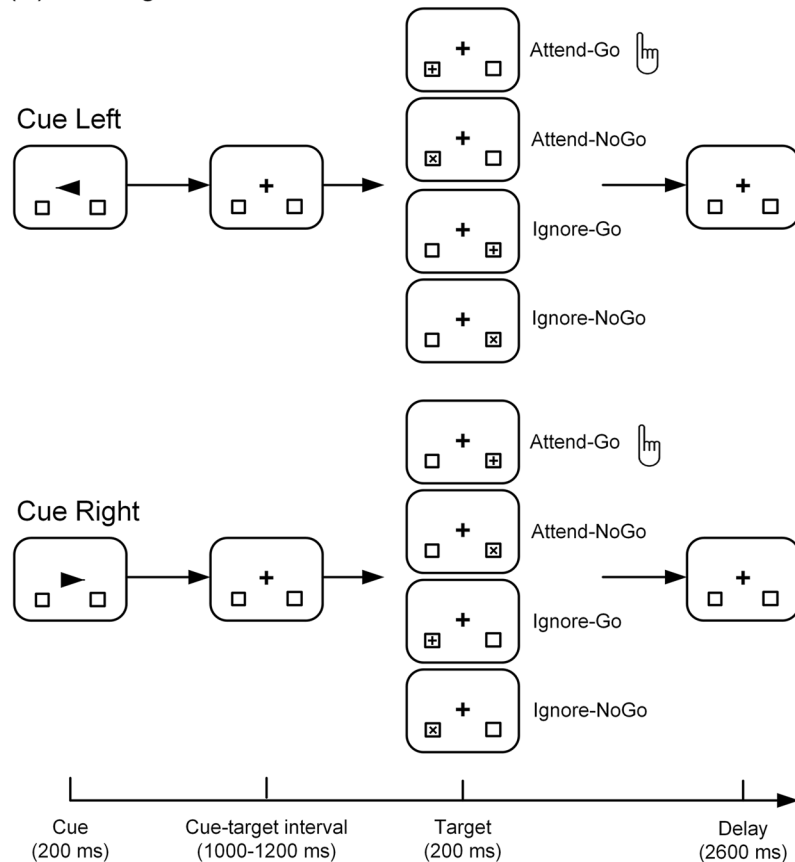 Cue Left
Attend-Go
Attend-NoGo
Ignore-Go
Ignore-NoGo
Cue Right
Attend-Go
Attend-NoGo
Ignore-Go
Ignore-NoGo
Cue
(200 ms)
Cue-target interval
(1000-1200 ms)
Target
(200 ms)
Delay
(2600 ms)